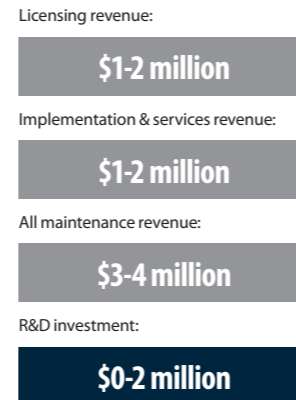 Licensing revenue:
$1-2 million
Implementation & services revenue:
$1-2 million
All maintenance revenue:
$3-4 million
R&D investment:
$0-2 million